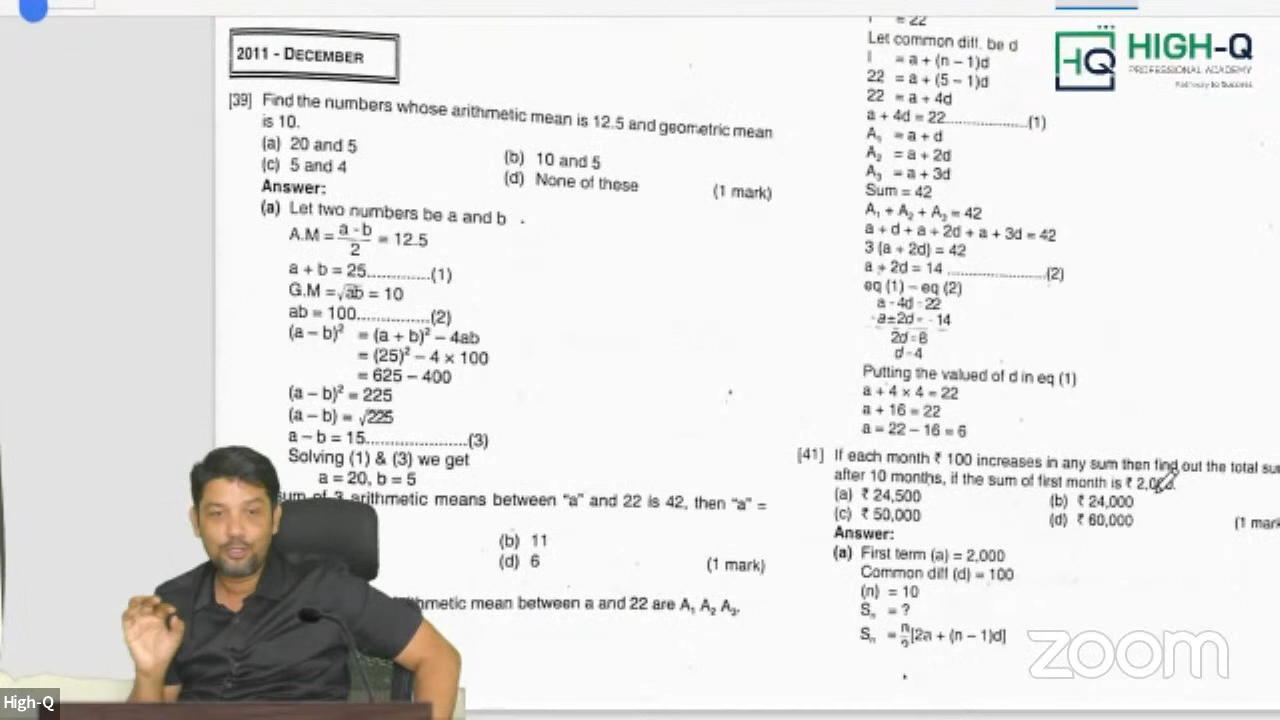 2011 - DECEMBER
[39] Find the numbers whose arithmetic mean is 12.5 and geometric mean
is 10.
(a) 20 and 5
(b) 10 and 5
(c) 5 and 4
(d) None of these (1 mark)
Answer:
(a) Let two numbers be a and b
A.M = a - b / 2 = 12.5
a + b = 25..............(1)
G.M = √ab = 10
ab = 100................(2)
(a – b)² = (a + b)² – 4ab
= (25)² – 4 × 100
= 625 – 400
(a – b)² = 225
(a – b) = √225
a – b = 15.................(3)
Solving (1) & (3) we get
a = 20, b = 5
sum of 3 arithmetic means between "a" and 22 is 42, then "a" =
(b) 11
(d) 6 (1 mark)
mean between a and 22 are A₁ A₂ A₃.
= 22
Let common diff. be d
l = a + (n – 1)d
22 = a + (5 – 1)d
22 = a + 4d
a + 4d = 22....................(1)
A₁ = a + d
A₂ = a + 2d
A₃ = a + 3d
Sum = 42
A₁ + A₂ + A₃ = 42
a + d + a + 2d + a + 3d = 42
3 (a + 2d) = 42
a + 2d = 14 ....................(2)
eq (1) – eq (2)
a - 4d - 22
-a±2d= - 14
2d = 8
d - 4
Putting the valued of d in eq (1)
a + 4 × 4 = 22
a + 16 = 22
a = 22 – 16 = 6
[41] If each month ₹ 100 increases in any sum then find out the total su
after 10 months, if the sum of first month is ₹ 2,000.
(a) ₹ 24,500
(b) ₹ 24,000
(c) ₹ 50,000
(d) ₹ 60,000 (1 mark
Answer:
(a) First term (a) = 2,000
Common diff (d) = 100
(n) = 10
Sₙ = ?
Sₙ = n/2 [2a + (n – 1)d]
HQ
HIGH-Q
PROFESSIONAL ACADEMY
Pathway to Success
zoom
High-Q